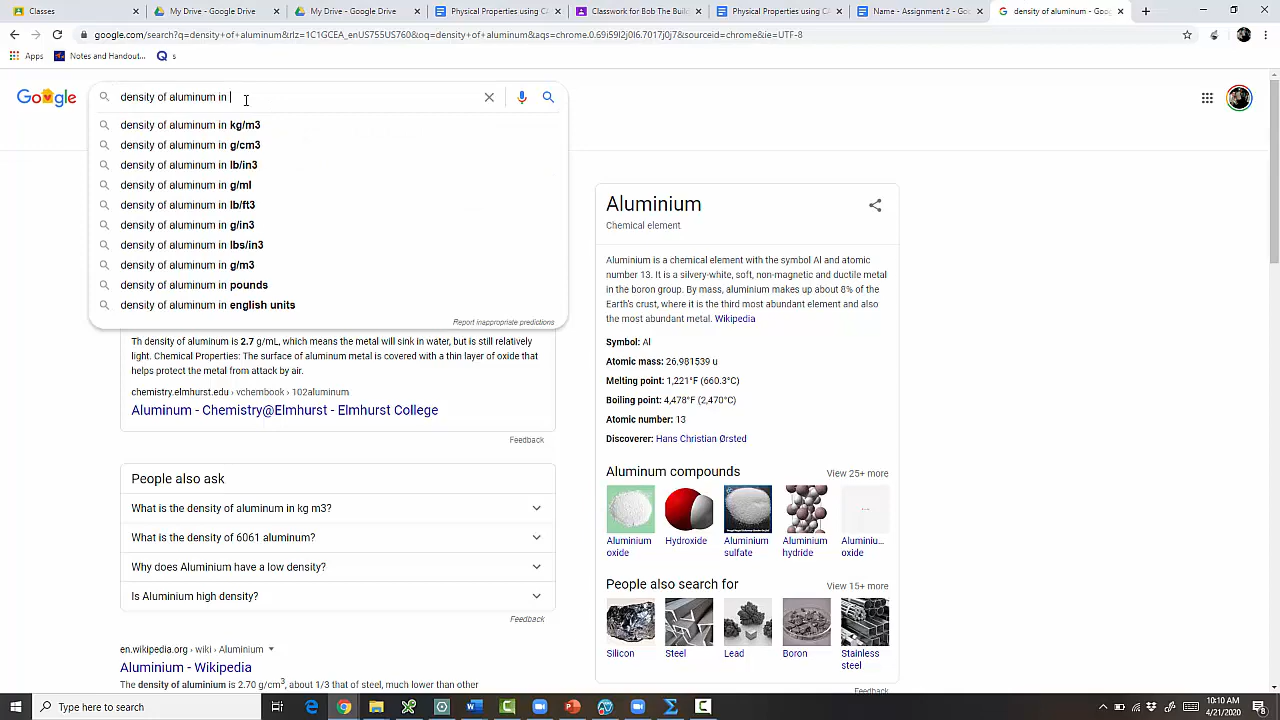 Classes
My Drive - Google Drive
My Drive - Google Drive
Physical Properties using C
Classwork for Bob The Buil
Physical Properties using C
Name - Assignment 2 - Go
density of aluminum - Goog
google.com/search?q=density+of+aluminum&rlz=1C1GCEA_enUS755US760&oq=density+of+aluminum&aqs=chrome.0.69i59l2j0l6.7017j0j7&sourceid=chrome&ie=UTF-8
Apps
Notes and Handout...
s
Google
density of aluminum in
density of aluminum in kg/m3
density of aluminum in g/cm3
density of aluminum in lb/in3
density of aluminum in g/ml
density of aluminum in lb/ft3
density of aluminum in g/in3
density of aluminum in lbs/in3
density of aluminum in g/m3
density of aluminum in pounds
density of aluminum in english units
Report inappropriate predictions
Th density of aluminum is 2.7 g/mL, which means the metal will sink in water, but is still relatively
light. Chemical Properties: The surface of aluminum metal is covered with a thin layer of oxide that
helps protect the metal from attack by air.
chemistry.elmhurst.edu › vchembook › 102aluminum
Aluminum - Chemistry@Elmhurst - Elmhurst College
Feedback
People also ask
What is the density of aluminum in kg m3?
What is the density of 6061 aluminum?
Why does Aluminium have a low density?
Is Aluminium high density?
Feedback
en.wikipedia.org › wiki › Aluminium
Aluminium - Wikipedia
The density of aluminium is 2.70 g/cm3, about 1/3 that of steel, much lower than other
Aluminium
Chemical element
Aluminium is a chemical element with the symbol Al and atomic
number 13. It is a silvery-white, soft, non-magnetic and ductile metal
in the boron group. By mass, aluminium makes up about 8% of the
Earth's crust, where it is the third most abundant element and also
the most abundant metal. Wikipedia
Symbol: Al
Atomic mass: 26.981539 u
Melting point: 1,221°F (660.3°C)
Boiling point: 4,478°F (2,470°C)
Atomic number: 13
Discoverer: Hans Christian Ørsted
Aluminum compounds
View 25+ more
Aluminium oxide
Hydroxide
Aluminium sulfate
Aluminium hydride
Aluminiu... oxide
People also search for
View 15+ more
Silicon
Steel
Lead
Boron
Stainless steel
Feedback
Type here to search
10:10 AM
4/21/2020